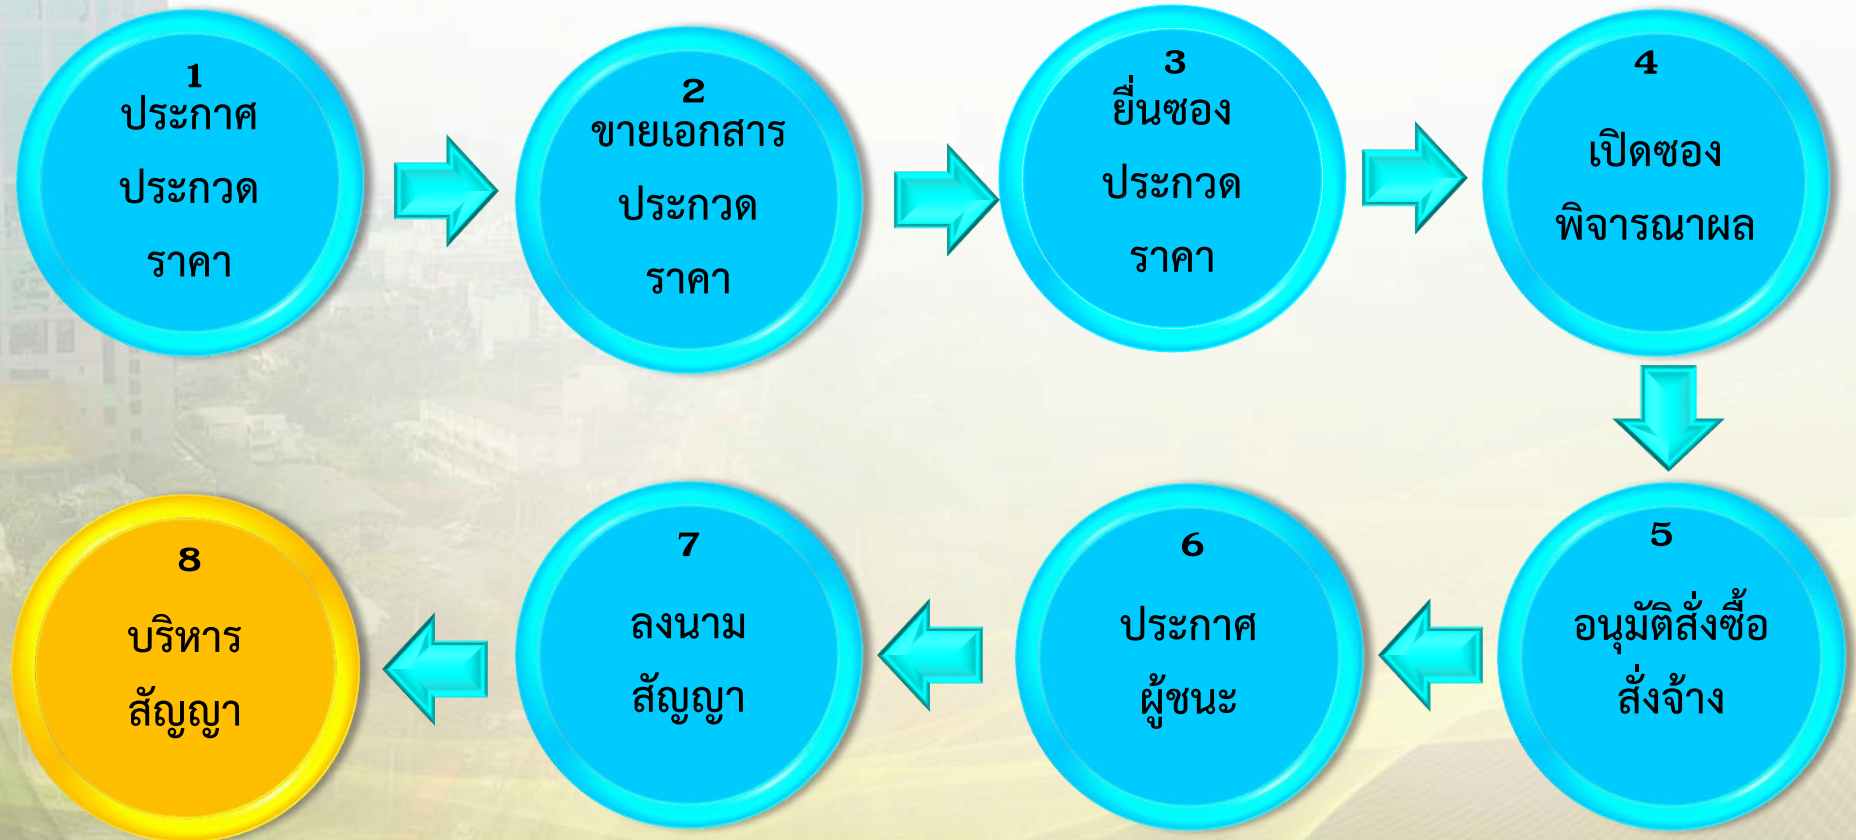 1
ประกาศ
ประกวด
ราคา
2
ขายเอกสาร
ประกวด
ราคา
3
ยื่นซอง
ประกวด
ราคา
4
เปิดซอง
พิจารณาผล
5
อนุมัติสั่งซื้อ
สั่งจ้าง
6
ประกาศ
ผู้ชนะ
7
ลงนาม
สัญญา
8
บริหาร
สัญญา